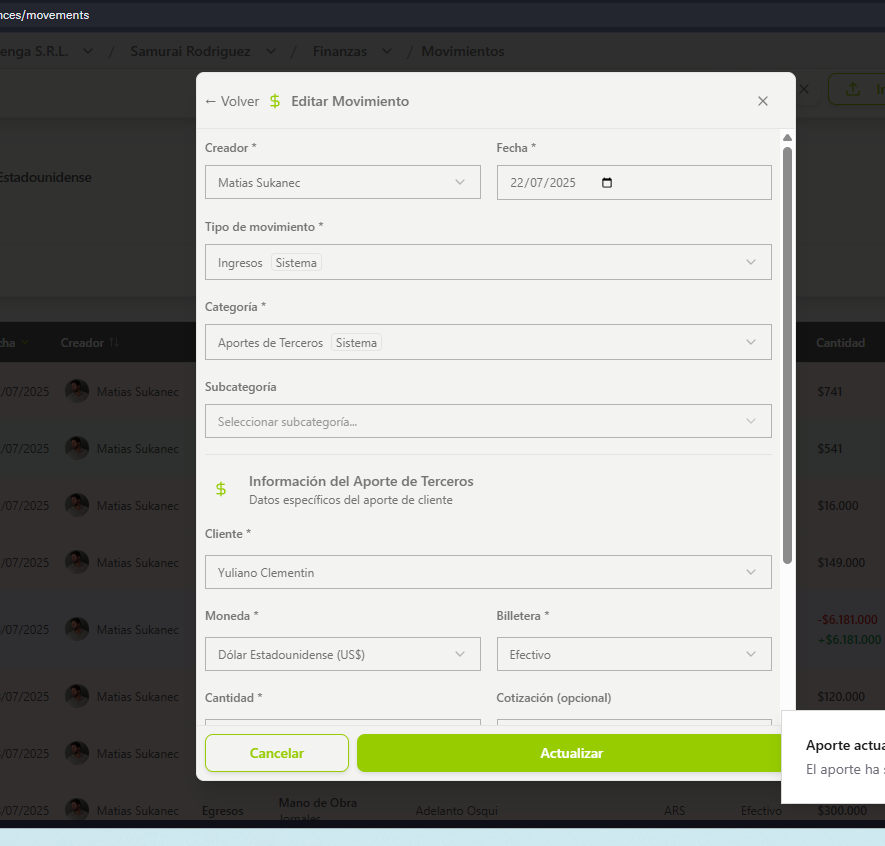 nces/movements
enga S.R.L. / Samurai Rodriguez / Finanzas / Movimientos
← Volver $ Editar Movimiento
Estadounidense
Creador * Fecha *
Matias Sukanec 22/07/2025
Tipo de movimiento *
Ingresos Sistema
Categoría *
Aportes de Terceros Sistema
cha Creador Cantidad
Subcategoría
/07/2025 Matias Sukanec $741
Seleccionar subcategoría...
/07/2025 Matias Sukanec $541
$ Información del Aporte de Terceros
Datos específicos del aporte de cliente
/07/2025 Matias Sukanec $16.000
Cliente *
/07/2025 Matias Sukanec $149.000
Yuliano Clementin
Moneda * Billetera *
/07/2025 Matias Sukanec -$6.181.000
+$6.181.000
Dólar Estadounidense (US$) Efectivo
Cantidad * Cotización (opcional)
/07/2025 Matias Sukanec $120.000
Cancelar Actualizar
/07/2025 Matias Sukanec
Aporte actua
El aporte ha
/07/2025 Matias Sukanec Egresos Mano de Obra Adelanto Osqui ARS Efectivo $300.000
Jornales